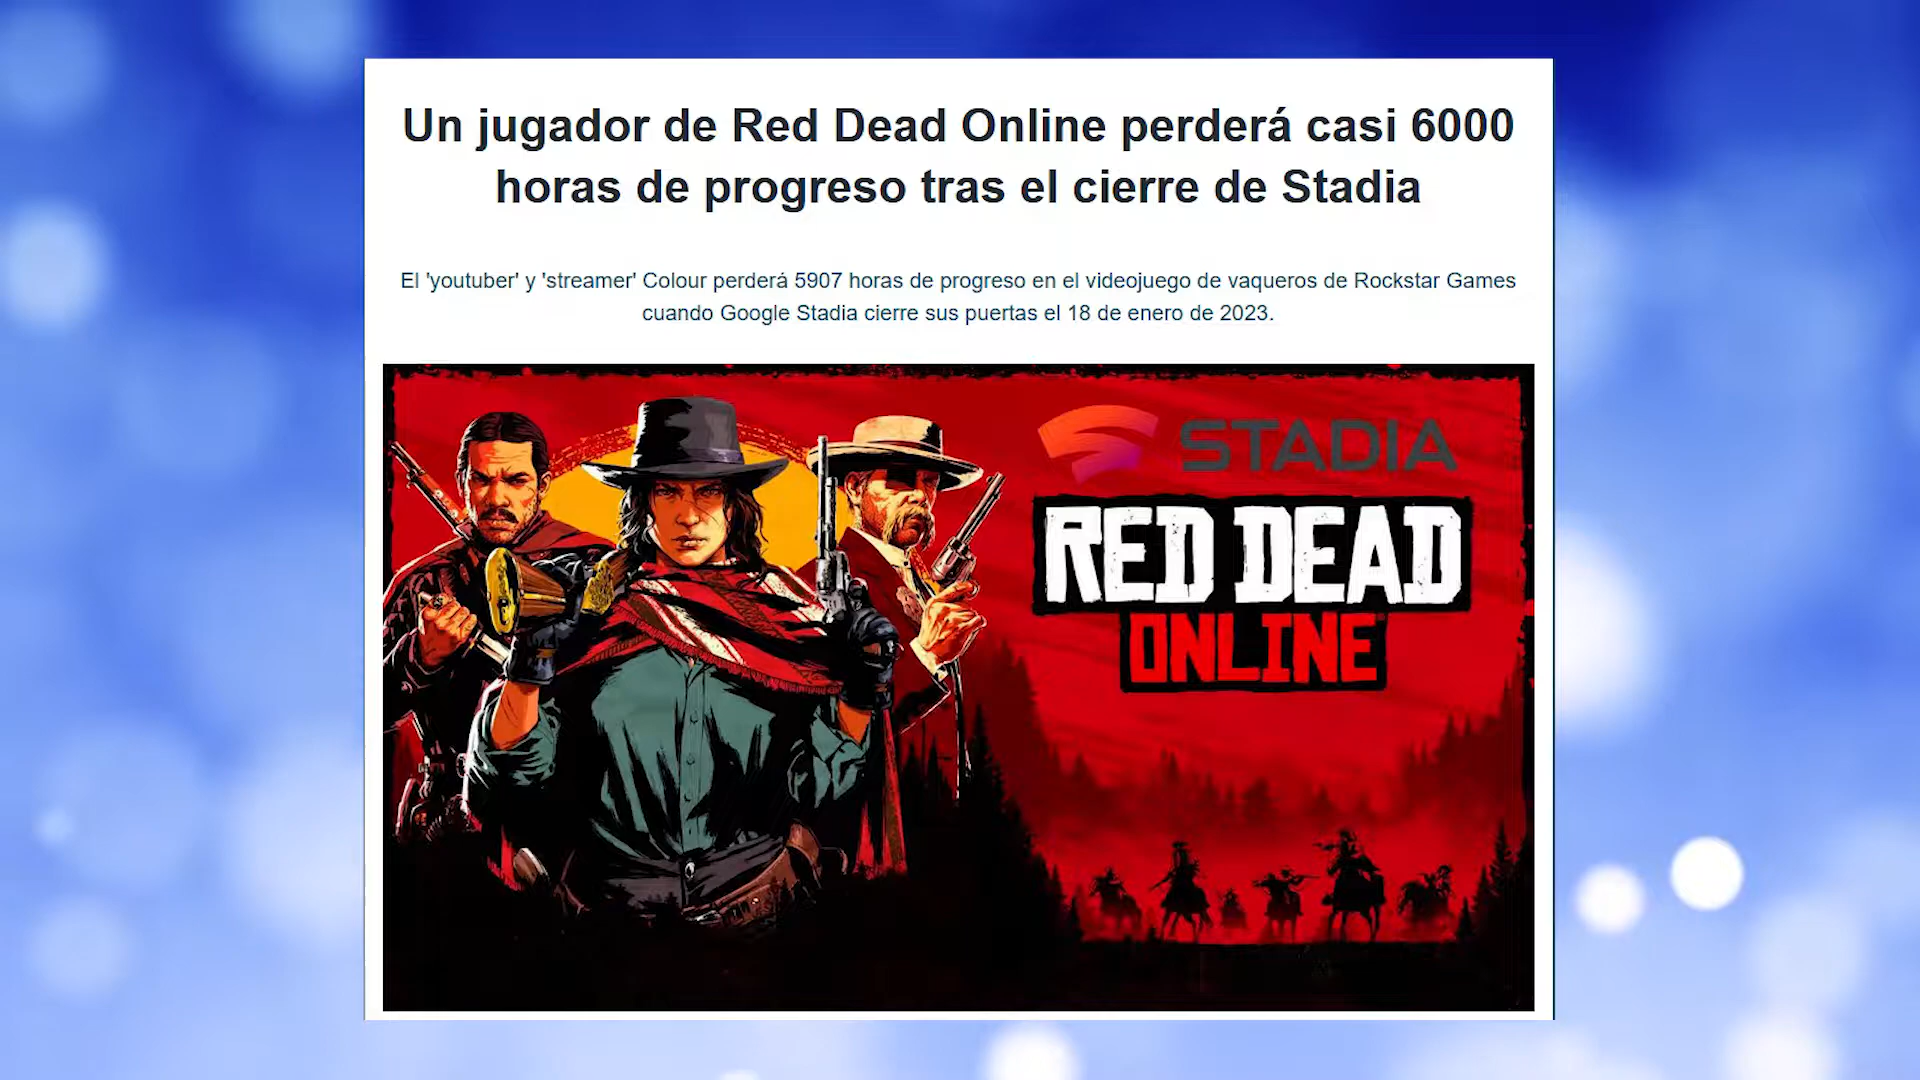 Un jugador de Red Dead Online perderá casi 6000
horas de progreso tras el cierre de Stadia
El 'youtuber' y 'streamer' Colour perderá 5907 horas de progreso en el videojuego de vaqueros de Rockstar Games
cuando Google Stadia cierre sus puertas el 18 de enero de 2023.
STADIA
RED DEAD
ONLINE